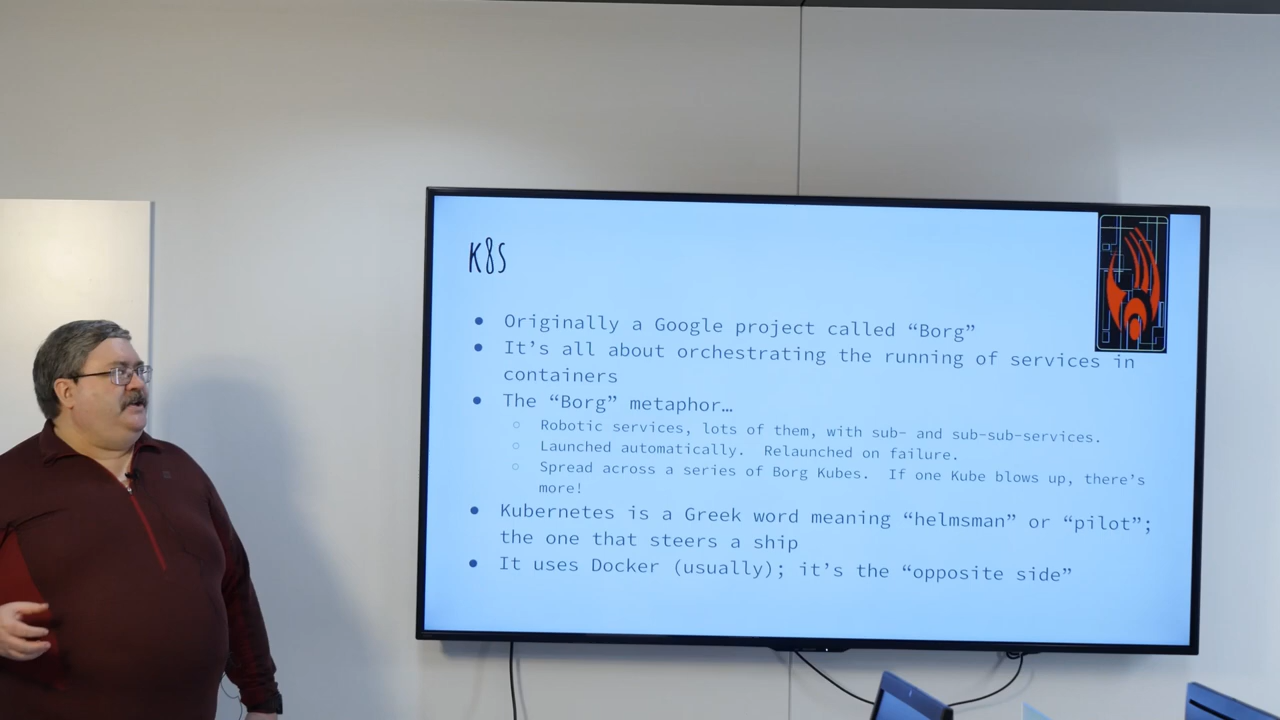 K8S
• Originally a Google project called “Borg”
• It’s all about orchestrating the running of services in
containers
• The “Borg” metaphor…
○ Robotic services, lots of them, with sub- and sub-sub-services.
○ Launched automatically.  Relaunched on failure.
○ Spread across a series of Borg Kubes.  If one Kube blows up, there’s
more!
• Kubernetes is a Greek word meaning “helmsman” or “pilot”;
the one that steers a ship
• It uses Docker (usually); it’s the “opposite side”